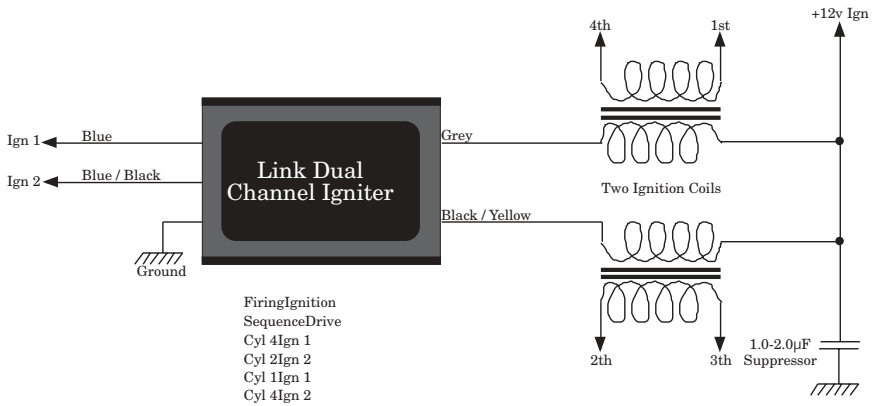 +12v Ign
4th
1st
Ign 1
Blue
Grey
Ign 2
Blue / Black
Link Dual
Channel Igniter
Two Ignition Coils
Black / Yellow
Ground
FiringIgnition
SequenceDrive
Cyl 4Ign 1
Cyl 2Ign 2
Cyl 1Ign 1
Cyl 4Ign 2
2th
3th
1.0-2.0µF
Suppressor